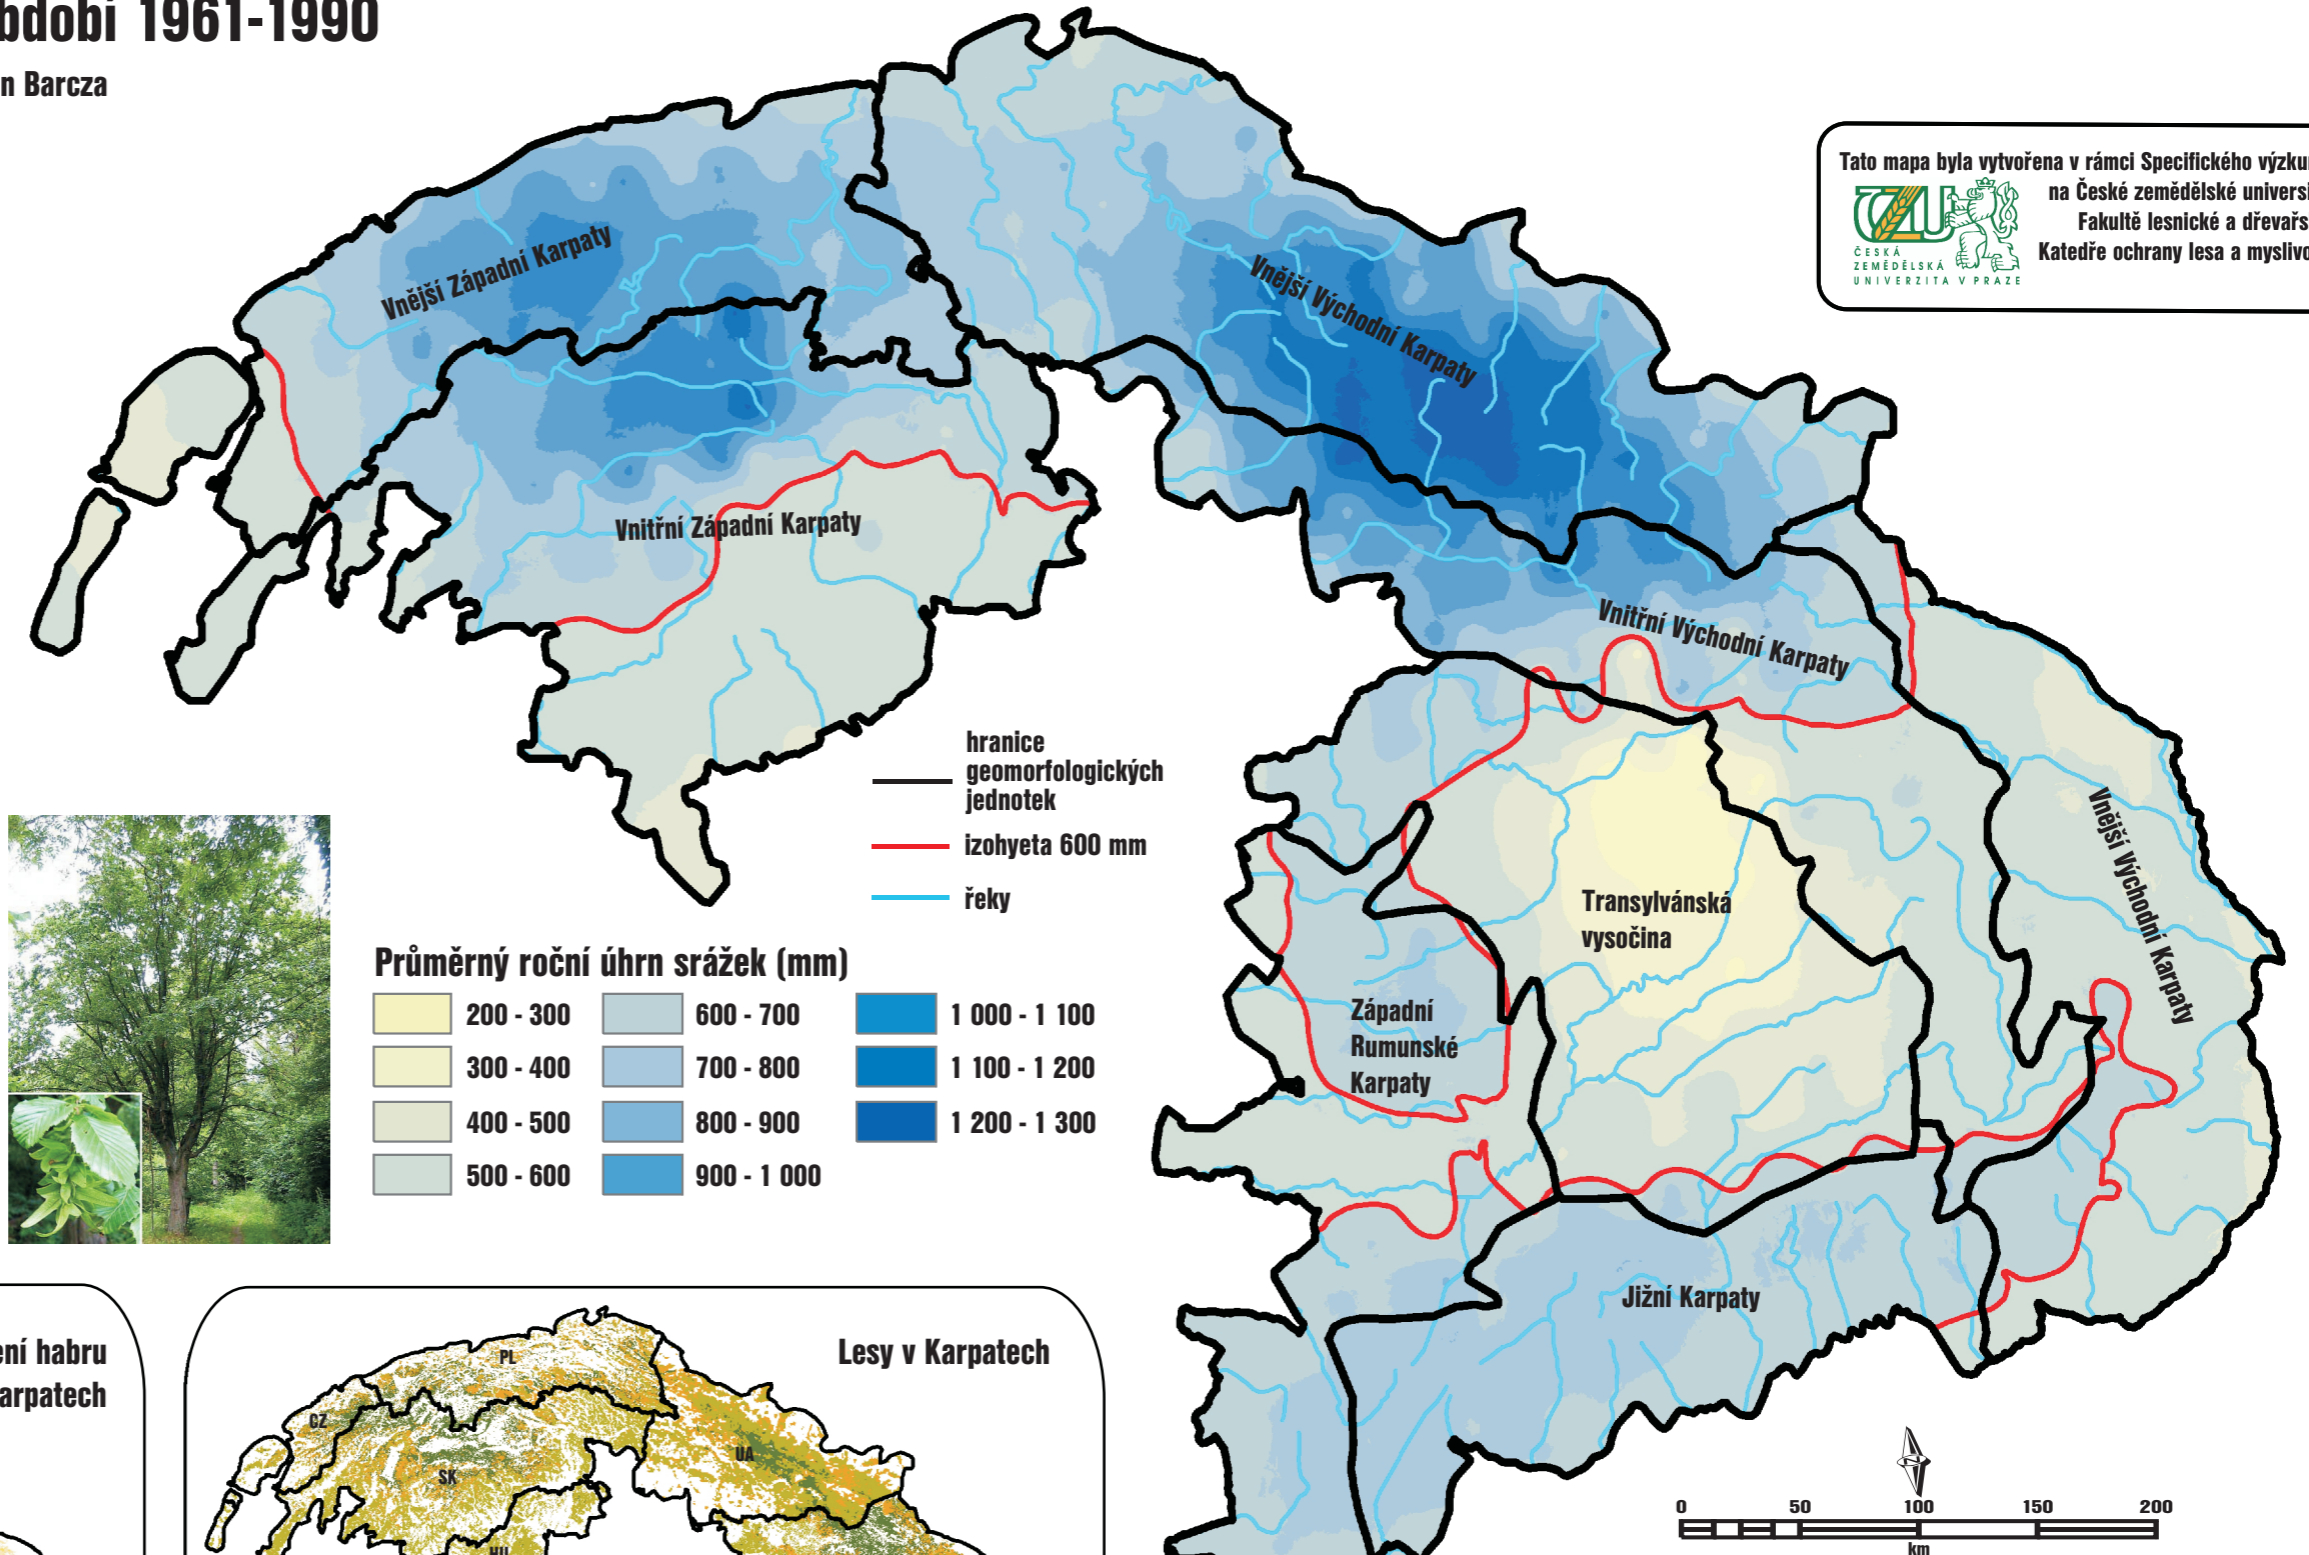 bdobí 1961-1990
n Barcza
Tato mapa byla vytvořena v rámci Specifického
na České zemědělské
Fakultě lesnické a
Katedře ochrany lesa a
ČZU
ČESKÁ
ZEMĚDĚLSKÁ
UNIVERZITA V PRAZE
Vnější Západní Karpaty
Vnější Východní Karpaty
Vnitřní Západní Karpaty
Vnitřní Východní Karpaty
Vnější Východní Karpaty
Transylvánská
vysočina
Západní
Rumunské
Karpaty
Jižní Karpaty
hranice
geomorfologických
jednotek
izohyeta 600 mm
řeky
Průměrný roční úhrn srážek (mm)
200 - 300
300 - 400
400 - 500
500 - 600
600 - 700
700 - 800
800 - 900
900 - 1 000
1 000 - 1 100
1 100 - 1 200
1 200 - 1 300
ení habru
arpatech
Lesy v Karpatech
PL
CZ
SK
UA
HU
0 50 100 150 200
km